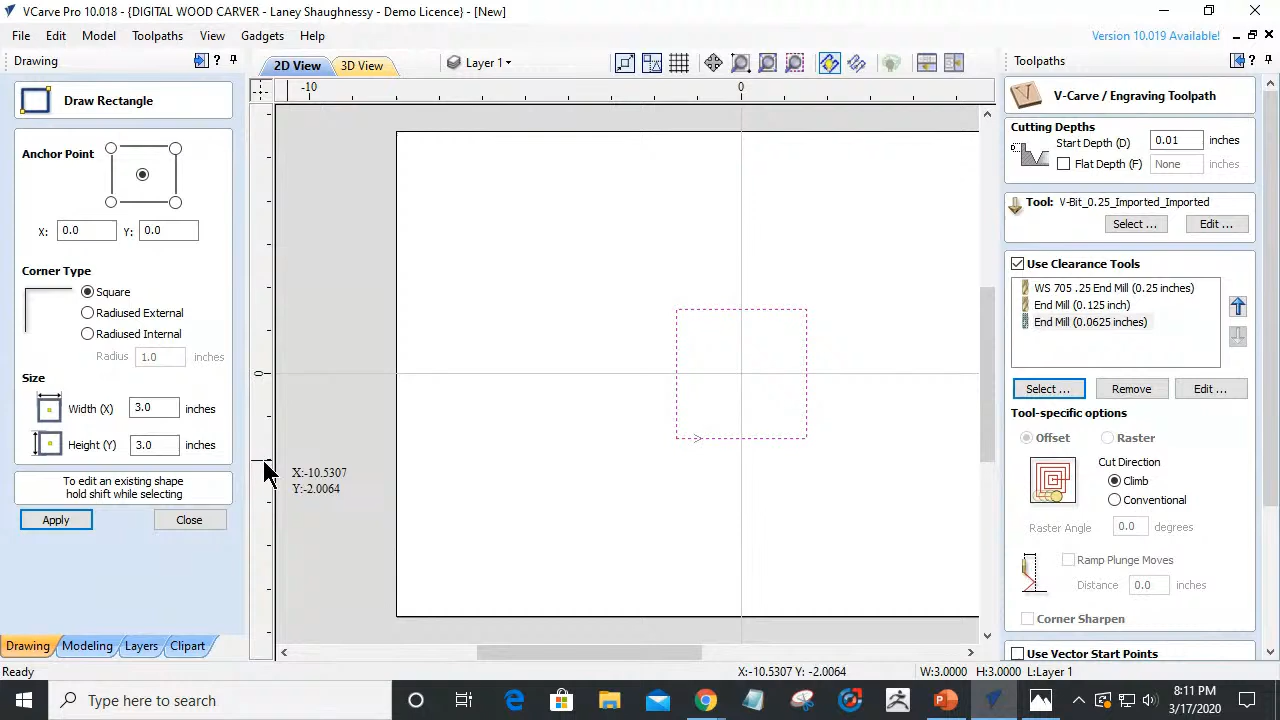 VCarve Pro 10.018 - {DIGITAL WOOD CARVER - Laney Shaughnessy - Demo Licence} - [New]
File Edit Model Toolpaths View Gadgets Help
Version 10.019 Available!
Drawing
2D View
3D View
Layer 1
Toolpaths
Draw Rectangle
-10
0
V-Carve / Engraving Toolpath
Anchor Point
X: 0.0 Y: 0.0
Cutting Depths
Start Depth (D) 0.01 inches
Flat Depth (F) None inches
Tool: V-Bit_0.25_Imported_Imported
Select ... Edit ...
Corner Type
Square
Radiused External
Radiused Internal
Radius 1.0 inches
Use Clearance Tools
WS 705 .25 End Mill (0.25 inches)
End Mill (0.125 inch)
End Mill (0.0625 inches)
Select ... Remove Edit ...
Size
Width (X) 3.0 inches
Height (Y) 3.0 inches
0
Tool-specific options
Offset Raster
Cut Direction
Climb
Conventional
Raster Angle 0.0 degrees
Ramp Plunge Moves
Distance 0.0 inches
Corner Sharpen
Use Vector Start Points
To edit an existing shape
hold shift while selecting
Apply Close
X:-10.5307
Y:-2.0064
Drawing Modeling Layers Clipart
Ready
X:-10.5307 Y: -2.0064
W:3.0000 H:3.0000 L:Layer 1
Type here to search
8:11 PM
3/17/2020